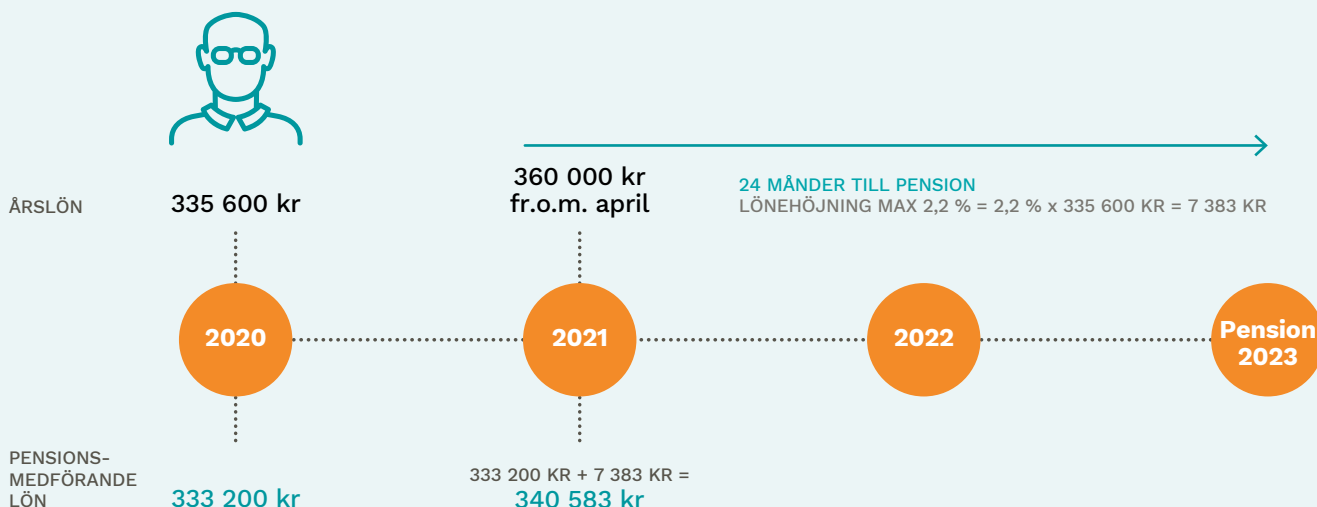 ÅRSLÖN
335 600 kr
360 000 kr
fr.o.m. april
24 MÅNDER TILL PENSION
LÖNEHÖJNING MAX 2,2 % = 2,2 % x 335 600 KR = 7 383 KR
2020
2021
2022
Pension
2023
PENSIONS-
MEDFÖRANDE
LÖN
333 200 kr
333 200 KR + 7 383 KR =
340 583 kr